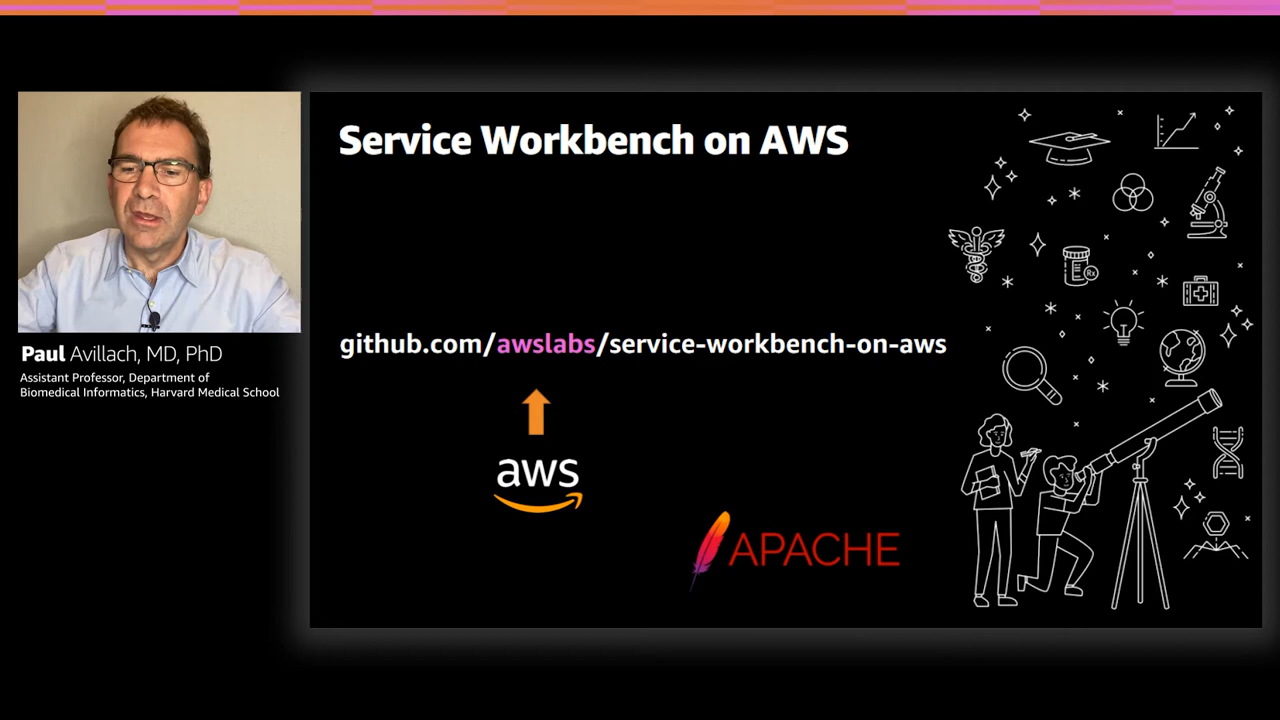 Service Workbench on AWS
Paul Avillach, MD, PhD
Assistant Professor, Department of
Biomedical Informatics, Harvard Medical School
github.com/awslabs/service-workbench-on-aws
aws
APACHE
Rx